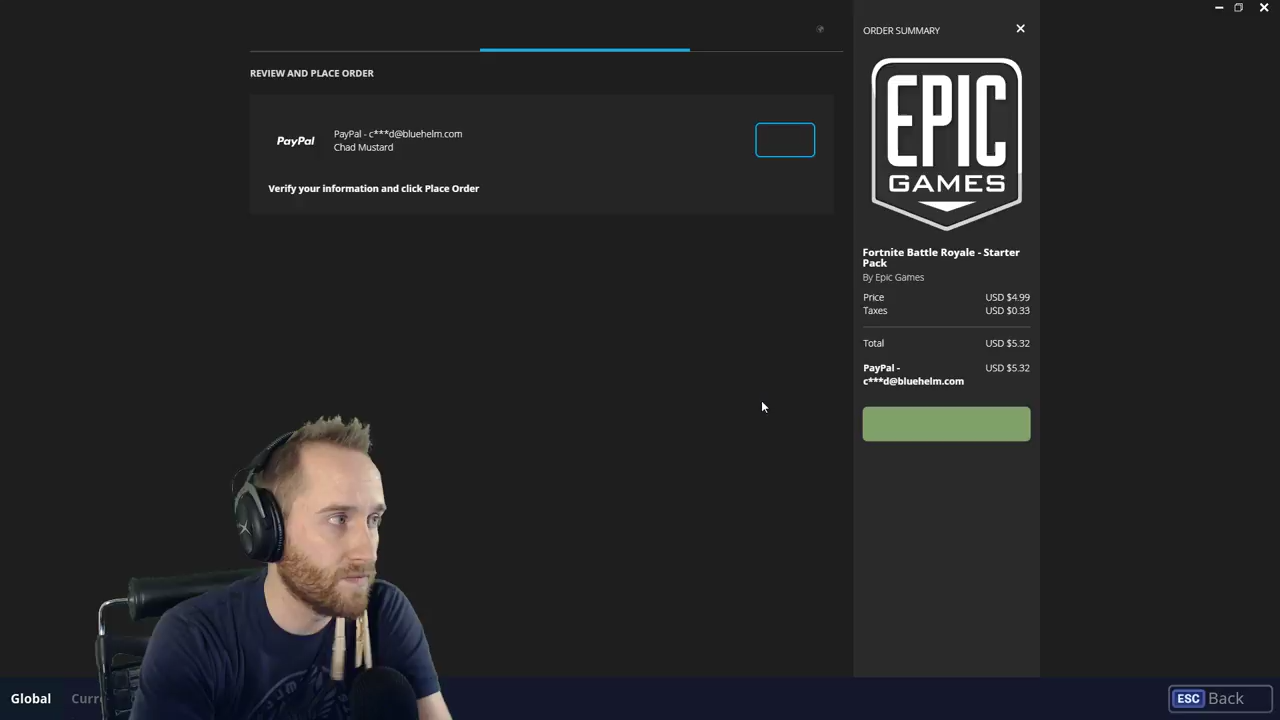 ORDER SUMMARY
REVIEW AND PLACE ORDER
PayPal
PayPal - c***d@bluehelm.com
Chad Mustard
Verify your information and click Place Order
EPIC
GAMES
Fortnite Battle Royale - Starter
Pack
By Epic Games
Price USD $4.99
Taxes USD $0.33
Total USD $5.32
PayPal - USD $5.32
c***d@bluehelm.com
Global
ESC Back